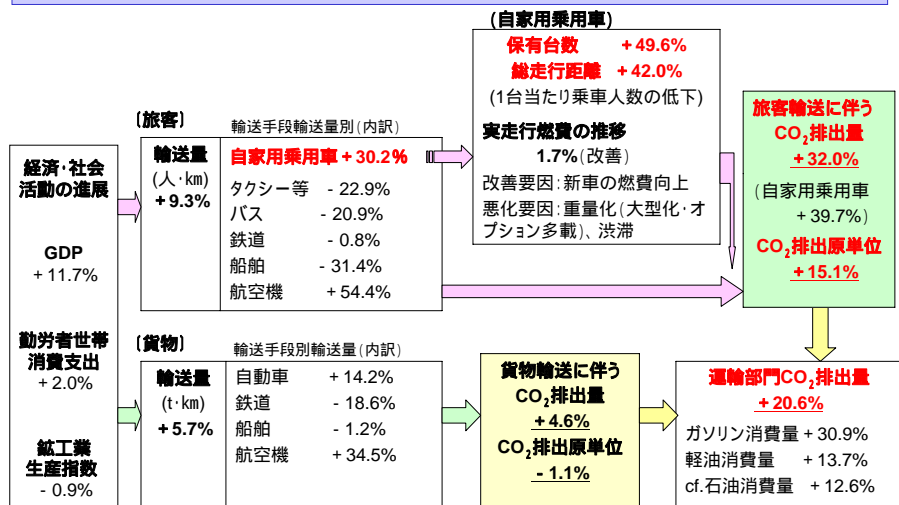 経済･社会
活動の進展
GDP
+ 11.7%
勤労者世帯
消費支出
+ 2.0%
鉱工業
生産指数
- 0.9%
〔旅客〕
輸送手段輸送量別(内訳)
輸送量
(人･km)
+ 9.3%
自家用乗用車 + 30.2%
タクシー等 - 22.9%
バス - 20.9%
鉄道 - 0.8%
船舶 - 31.4%
航空機 + 54.4%
(自家用乗用車)
保有台数 + 49.6%
総走行距離 + 42.0%
(1台当たり乗車人数の低下)
実走行燃費の推移
1.7%(改善)
改善要因:新車の燃費向上
悪化要因:重量化(大型化･オ
プション多載)、渋滞
旅客輸送に伴う
CO2排出量
+ 32.0%
(自家用乗用車
+ 39.7%)
CO2排出原単位
+ 15.1%
〔貨物〕
輸送手段別輸送量(内訳)
輸送量
(t･km)
+ 5.7%
自動車 + 14.2%
鉄道 - 18.6%
船舶 - 1.2%
航空機 + 34.5%
貨物輸送に伴う
CO2排出量
+ 4.6%
CO2排出原単位
- 1.1%
運輸部門CO2排出量
+ 20.6%
ガソリン消費量 + 30.9%
軽油消費量 + 13.7%
cf.石油消費量 + 12.6%